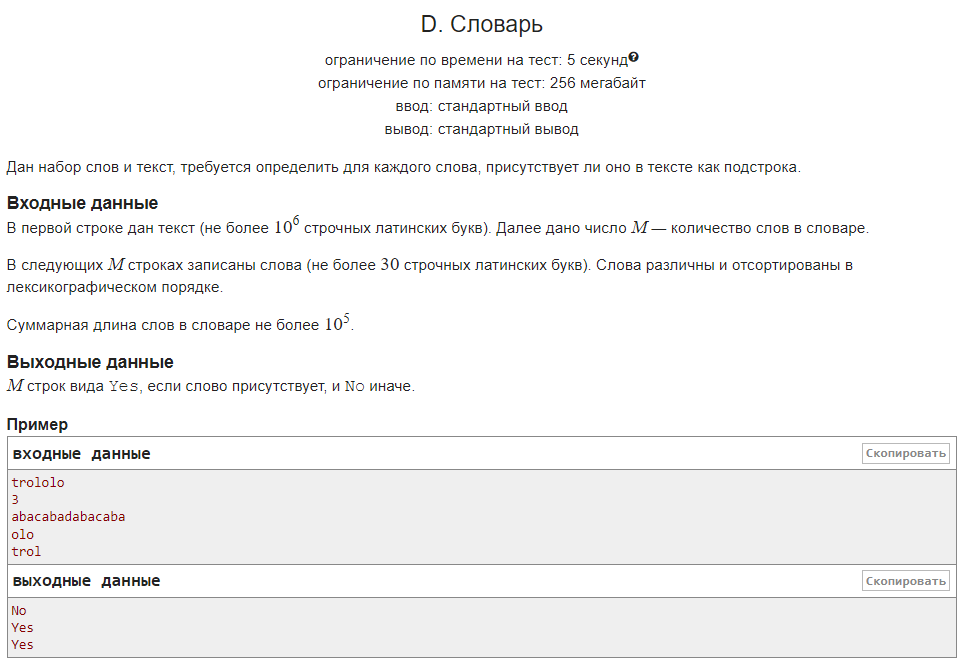 D. Словарь
ограничение по времени на тест: 5 секунд?
ограничение по памяти на тест: 256 мегабайт
ввод: стандартный ввод
вывод: стандартный вывод
Дан набор слов и текст, требуется определить для каждого слова, присутствует ли оно в тексте как подстрока.
Входные данные
В первой строке дан текст (не более 10^6 строчных латинских букв). Далее дано число M — количество слов в словаре.
В следующих M строках записаны слова (не более 30 строчных латинских букв). Слова различны и отсортированы в
лексикографическом порядке.
Суммарная длина слов в словаре не более 10^5.
Выходные данные
M строк вида Yes, если слово присутствует, и No иначе.
Пример
входные данные
Скопировать
trololo
3
abacabadabacaba
olo
trol
выходные данные
Скопировать
No
Yes
Yes